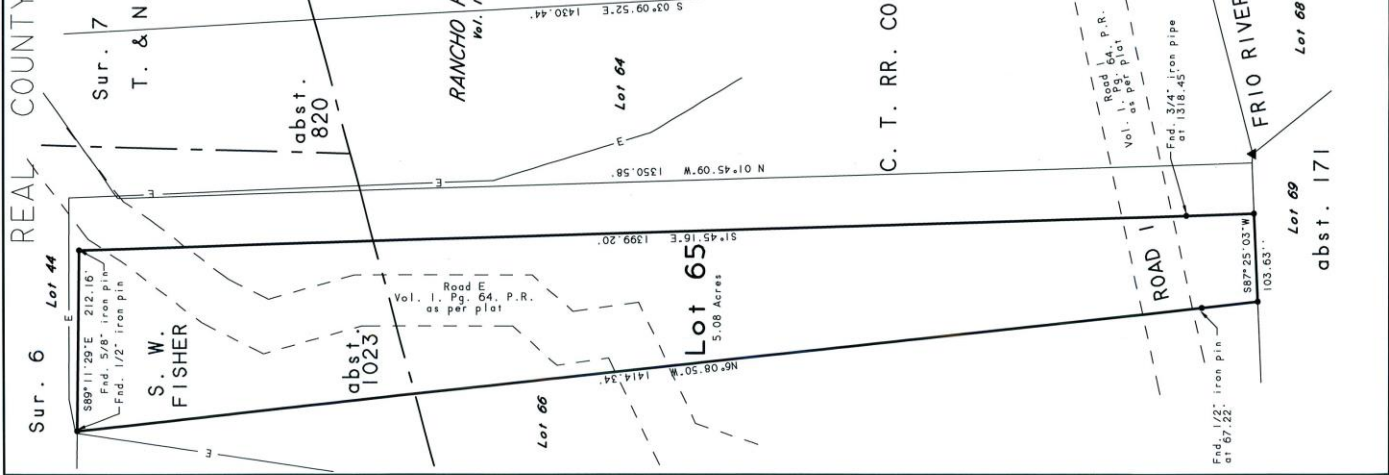 REAL COUNTY
Sur. 6
Lot 44
E
S89°11'29"E 212.16'
Fnd. 5/8" iron pin
Fnd. 1/2" iron pin
S. W.
FISHER
Sur. 7
T. & N
abst.
820
RANCHO
Vol.
S 03°09'52"E 1430.44'
Lot 64
E
E
E
N 01°45'09"W 1350.58'
S1°45'16"E 1399.20'
Road E
Vol. 1, Pg. 64, P.R.
as per plat
abst.
1023
E
Lot 66
Lot 65
5.08 Acres
N6°08'50"W 1414.34'
C. T. RR. CO
Road I
Vol. 1, Pg. 64, P.R.
as per plat
Fnd. 3/4" iron pipe
at 1318.45'
ROAD I
Fnd. 1/2" iron pin
at 67.22'
S87°25'03"W
103.63'
FRIO RIVER
Lot 68
Lot 69
abst. 171